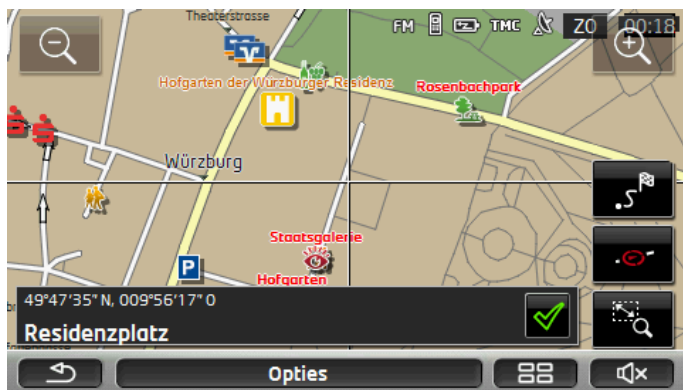 Theaterstrasse
FM TMC ZO 00:18
Hofgarten der Würzburger Residenz
Rosenbachpark
Würzburg
Staatsgalerie
P
Hofgarten
49°47'35" N, 009°56'17" O
Residenzplatz
Opties